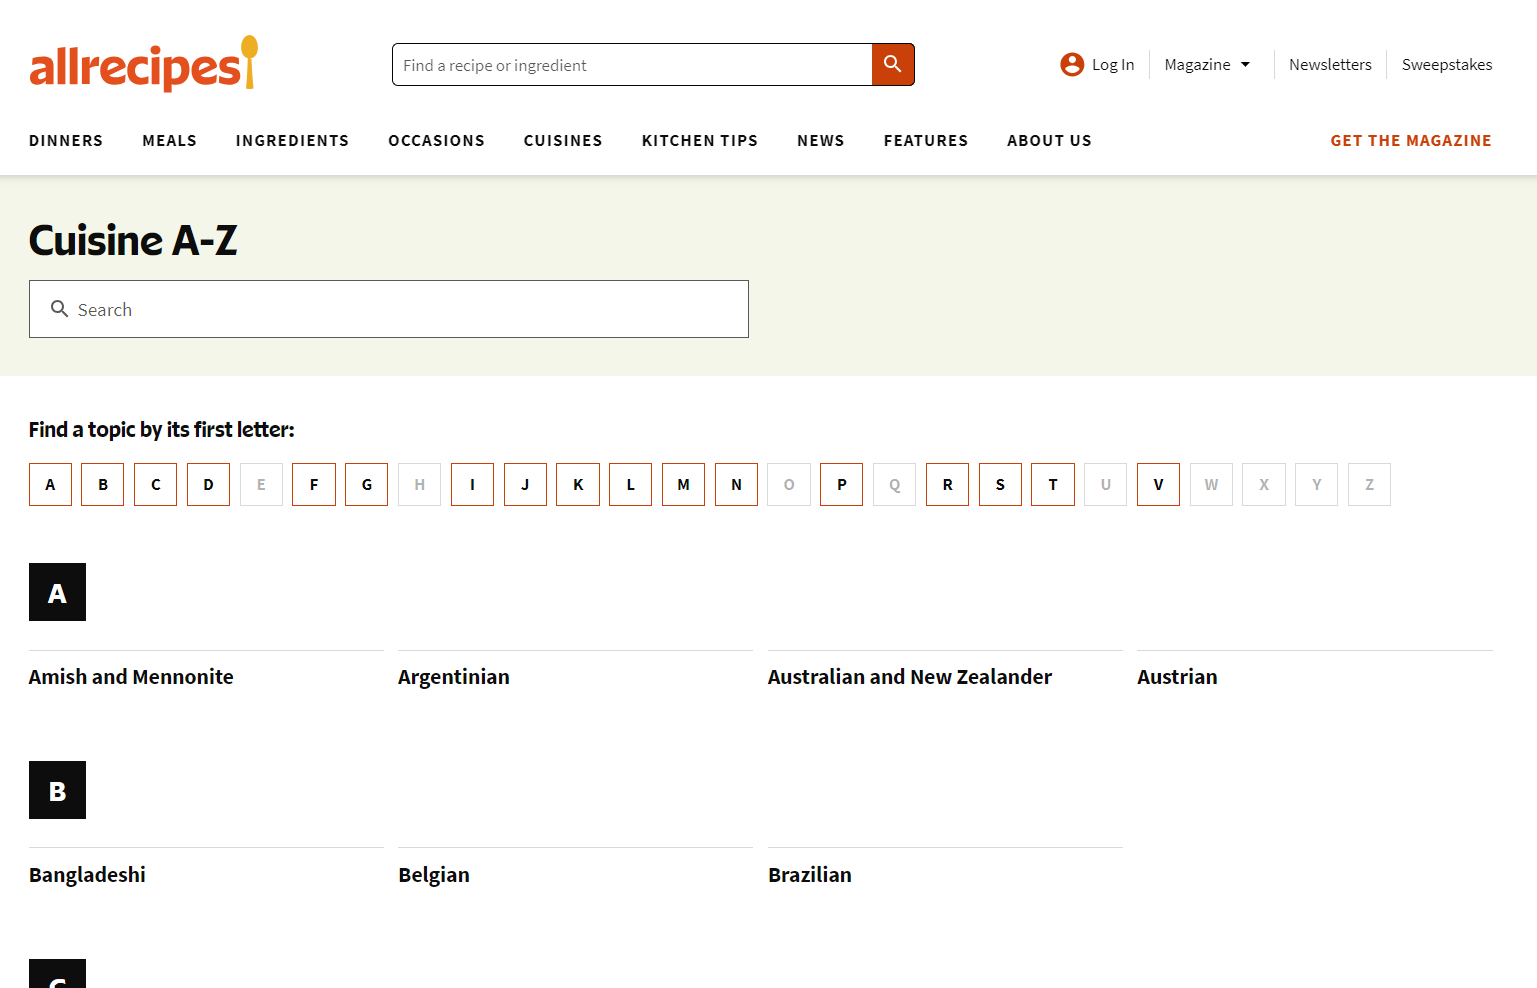 allrecipes
Find a recipe or ingredient
Log In
Magazine
Newsletters
Sweepstakes
DINNERS MEALS INGREDIENTS OCCASIONS CUISINES KITCHEN TIPS NEWS FEATURES ABOUT US GET THE MAGAZINE
Cuisine A-Z
Search
Find a topic by its first letter:
A B C D E F G H I J K L M N O P Q R S T U V W X Y Z
A
Amish and Mennonite Argentinian Australian and New Zealander Austrian
B
Bangladeshi Belgian Brazilian
C